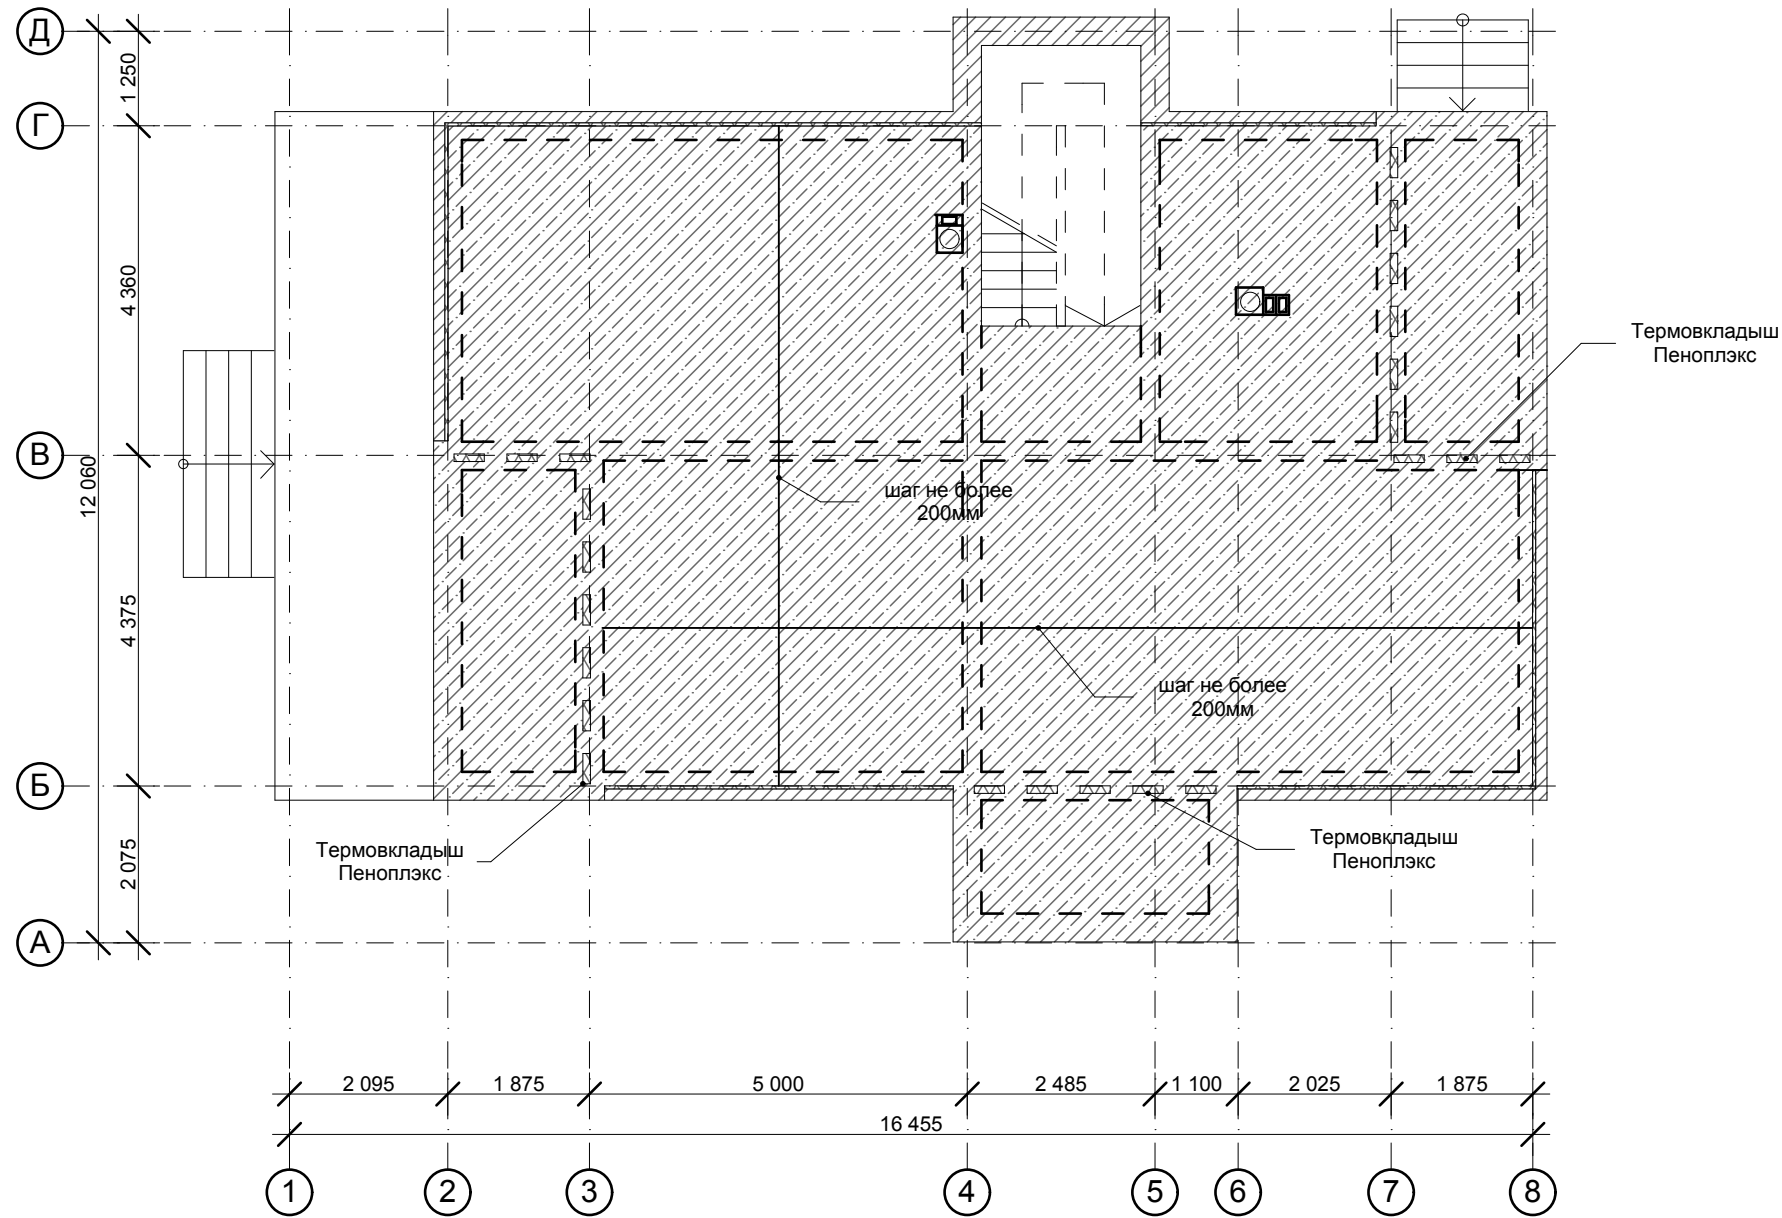 Д
1 250
Г
4 360
Термовкладыш
Пеноплэкс
В
12 060
шаг не более
200мм
4 375
шаг не более
200мм
Б
2 075
Термовкладыш
Пеноплэкс
Термовкладыш
Пеноплэкс
А
2 095 1 875 5 000 2 485 1 100 2 025 1 875
16 455
1 2 3 4 5 6 7 8